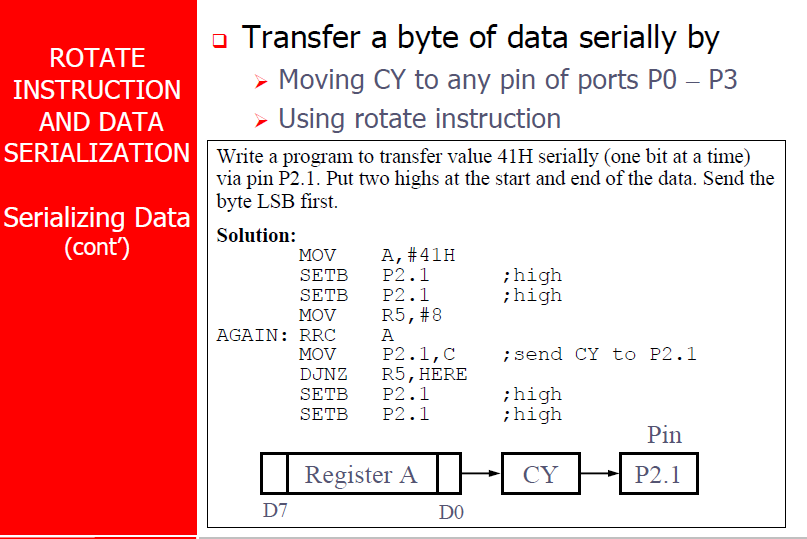 ROTATE
INSTRUCTION
AND DATA
SERIALIZATION
Serializing Data
(cont’)
Transfer a byte of data serially by
Moving CY to any pin of ports P0 – P3
Using rotate instruction
Write a program to transfer value 41H serially (one bit at a time)
via pin P2.1. Put two highs at the start and end of the data. Send the
byte LSB first.
Solution:
MOV A,#41H
SETB P2.1 ;high
SETB P2.1 ;high
MOV R5,#8
AGAIN: RRC A
MOV P2.1,C ;send CY to P2.1
DJNZ R5,HERE
SETB P2.1 ;high
SETB P2.1 ;high
Pin
Register A CY P2.1
D7 D0